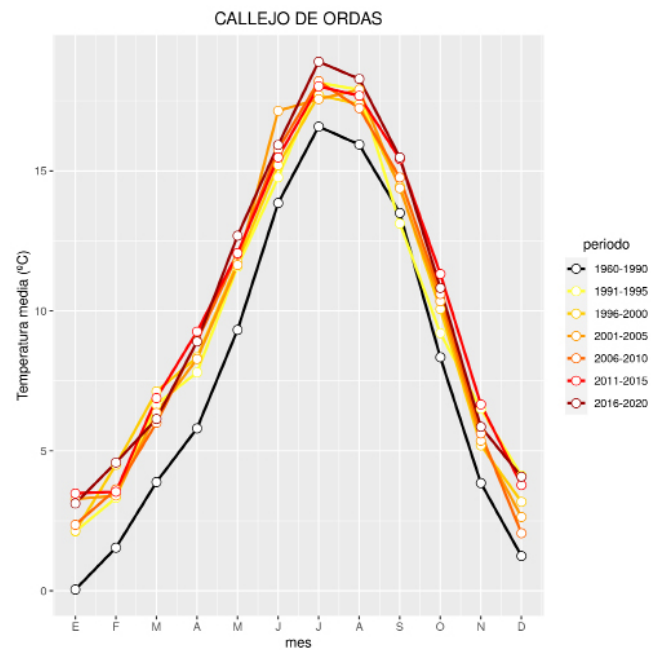 CALLEJO DE ORDAS
Temperatura media (ºC)
15
10
5
0
E F M A M J J A S O N D
mes
periodo
1960-1990
1991-1995
1996-2000
2001-2005
2006-2010
2011-2015
2016-2020